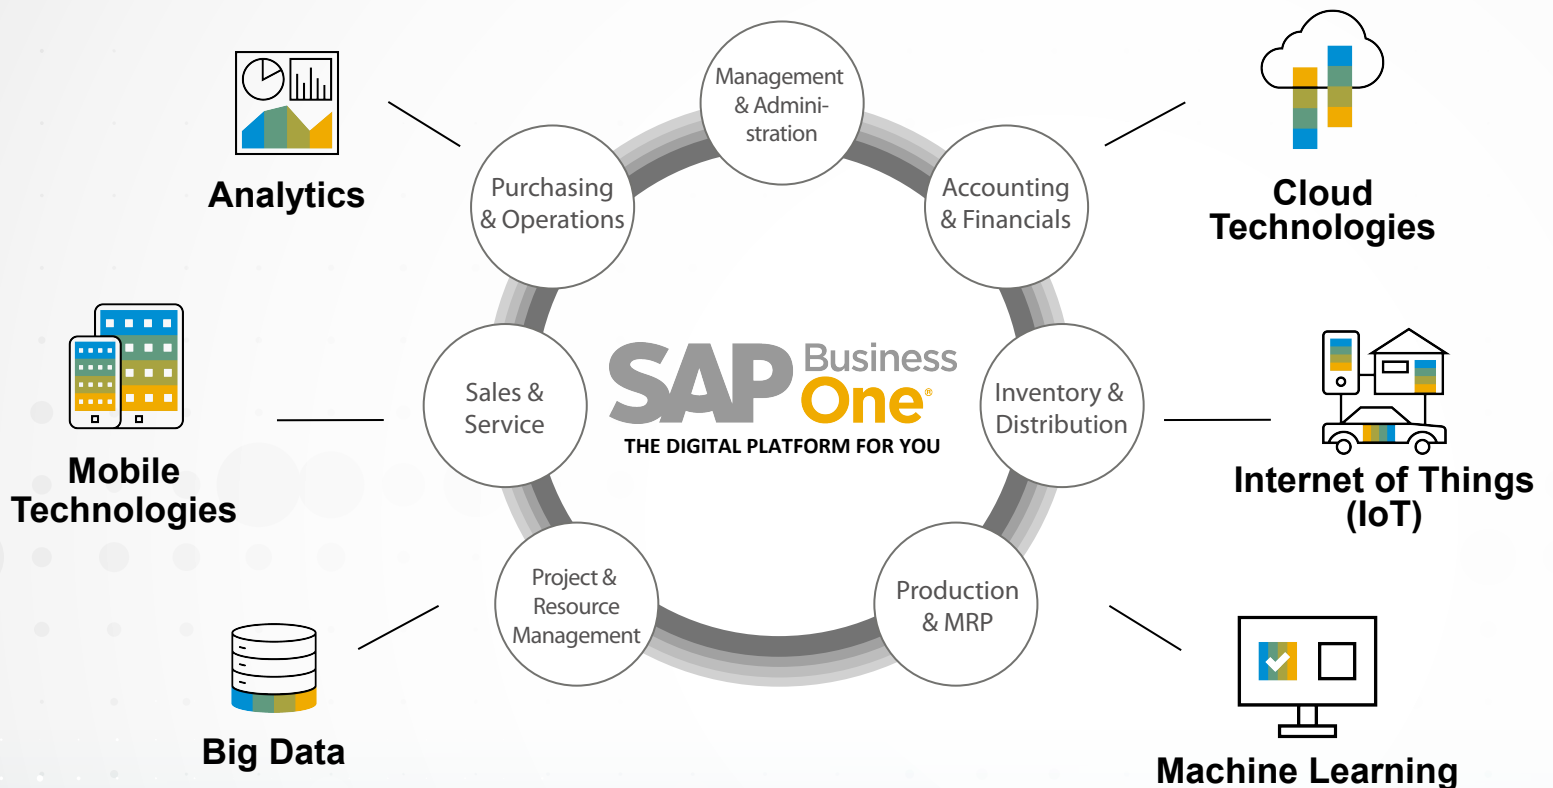 Management
& Admini-
stration
Accounting
& Financials
Inventory &
Distribution
Production
& MRP
Project &
Resource
Management
Sales &
Service
Purchasing
& Operations
SAP Business
One®
THE DIGITAL PLATFORM FOR YOU
Analytics
Mobile
Technologies
Big Data
Cloud
Technologies
Internet of Things
(IoT)
Machine Learning